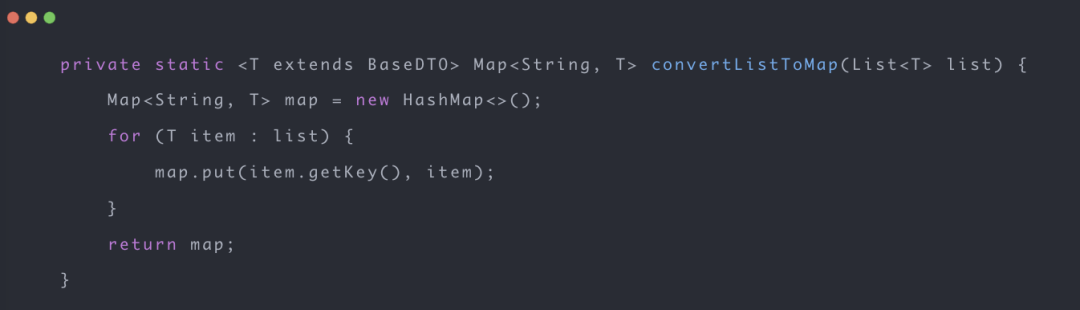 private static <T extends BaseDTO> Map<String, T> convertListToMap(List<T> list) {
    Map<String, T> map = new HashMap<>();
    for (T item : list) {
        map.put(item.getKey(), item);
    }
    return map;
}